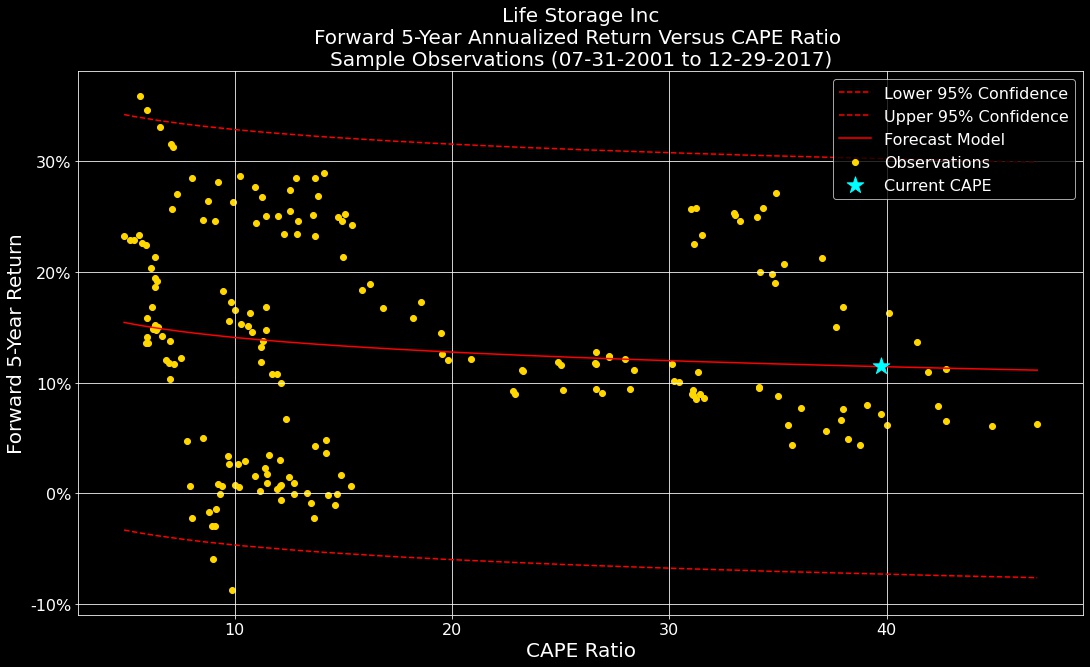 Life Storage Inc
Forward 5-Year Annualized Return Versus CAPE Ratio
Sample Observations (07-31-2001 to 12-29-2017)
Lower 95% Confidence
Upper 95% Confidence
Forecast Model
Observations
Current CAPE
Forward 5-Year Return
30%
20%
10%
0%
-10%
10
20
30
40
CAPE Ratio